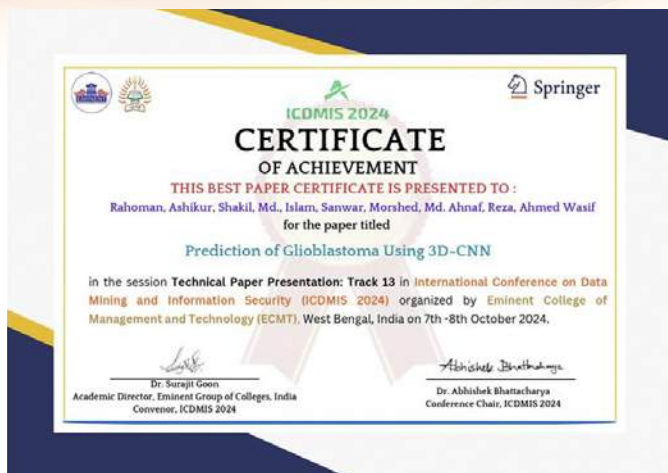 EMINENT
Springer
ICDMIS 2024
CERTIFICATE
OF ACHIEVEMENT
THIS BEST PAPER CERTIFICATE IS PRESENTED TO :
Rahoman, Ashikur, Shakil, Md., Islam, Sanwar, Morshed, Md. Ahnaf, Reza, Ahmed Wasif
for the paper titled
Prediction of Glioblastoma Using 3D-CNN
in the session Technical Paper Presentation: Track 13 in International Conference on Data
Mining and Information Security (ICDMIS 2024) organized by Eminent College of
Management and Technology (ECMT), West Bengal, India on 7th -8th October 2024.
Abhishek Bhattacharya
Dr. Surajit Goon
Academic Director, Eminent Group of Colleges, India
Convenor, ICDMIS 2024
Dr. Abhishek Bhattacharya
Conference Chair, ICDMIS 2024